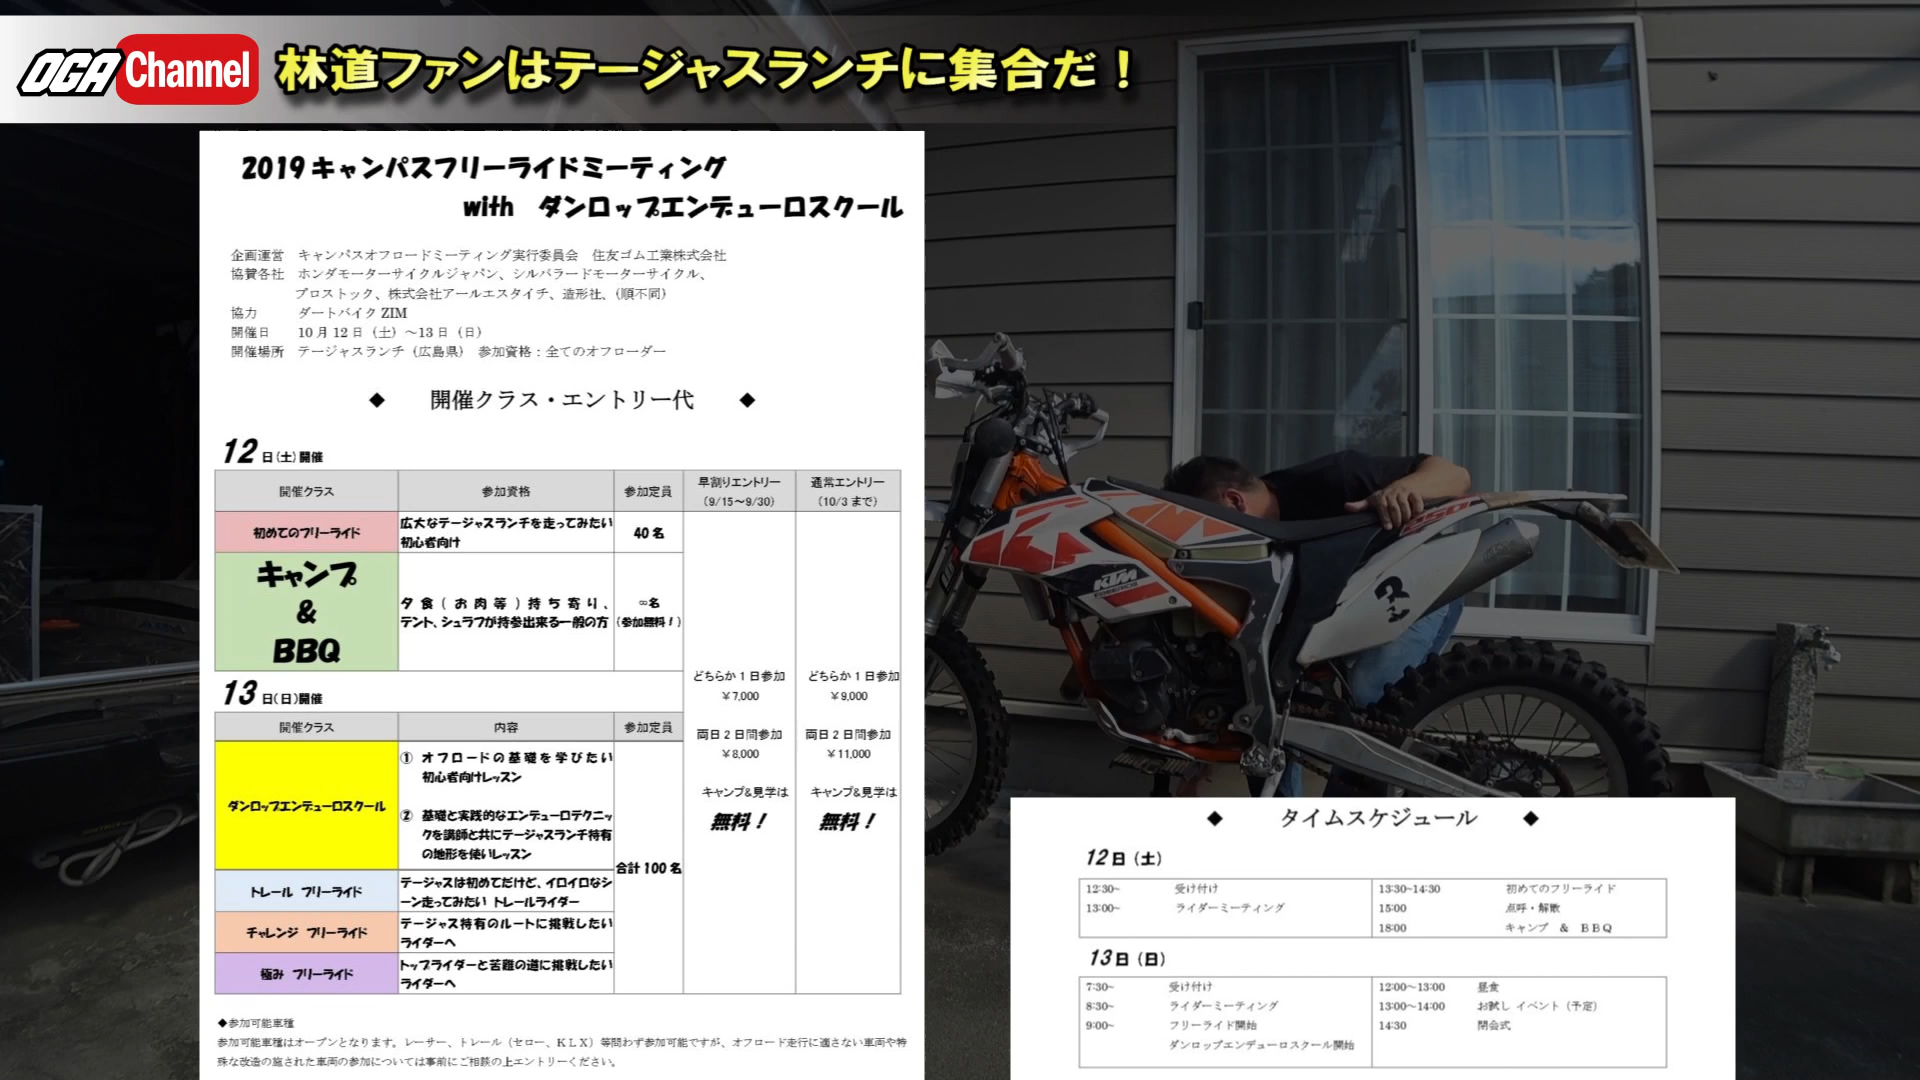 OGA Channel 林道ファンはテージャスランチに集合だ！
2019キャンパスフリーライドミーティング
with ダンロップエンデューロスクール
企画運営 キャンパスオフロードミーティング実行委員会 住友ゴム工業株式会社
協賛各社 ホンダモーターサイクルジャパン、シルバラードモーターサイクル、
プロストック、株式会社アールエスタイチ、造形社、（順不同）
協力 ダートバイク ZIM
開催日 10月12日（土）～13日（日）
開催場所 テージャスランチ（広島県） 参加資格：全てのオフローダー
◆ 開催クラス・エントリー代 ◆
12日(土)開催
開催クラス 参加資格 参加定員 早割りエントリー (9/15～9/30) 通常エントリー (10/3まで)
初めてのフリーライド
広大なテージャスランチを走ってみたい
初心者向け
40名
キャンプ
&
BBQ
夕食(お肉等)持ち寄り、
テント、シュラフが持参出来る一般の方
∞名
(参加無料！)
13日(日)開催
開催クラス 内容 参加定員
ダンロップエンデューロスクール
① オフロードの基礎を学びたい
初心者向けレッスン
② 基礎と実践的なエンデューロテクニッ
クを講師と共にテージャスランチ特有
の地形を使いレッスン
トレール フリーライド
テージャスは初めてだけど、イロイロなシ
ーン走ってみたい トレールライダー
チャレンジ フリーライド
テージャス特有のルートに挑戦したい
ライダーへ
極み フリーライド
トップライダーと苦難の道に挑戦したい
ライダーへ
合計100名
どちらか1日参加
￥7,000
両日2日間参加
￥8,000
キャンプ&見学は
無料！
どちらか1日参加
￥9,000
両日2日間参加
￥11,000
キャンプ&見学は
無料！
◆参加可能車種
参加可能車種はオープンとなります。レーサー、トレール（セロー、KLX）等問わず参加可能ですが、オフロード走行に適さない車両や特
殊な改造の施された車両の参加については事前にご相談の上エントリーください。
KTM
FREERIDE
250
3
◆ タイムスケジュール ◆
12日（土）
12:30~ 受け付け
13:00~ ライダーミーティング
13:30~14:30 初めてのフリーライド
15:00 点呼・解散
18:00 キャンプ ＆ BBQ
13日（日）
7:30~ 受け付け
8:30~ ライダーミーティング
9:00~ フリーライド開始
ダンロップエンデューロスクール開始
12:00～13:00 昼食
13:00～14:00 お試し イベント（予定）
14:30 閉会式